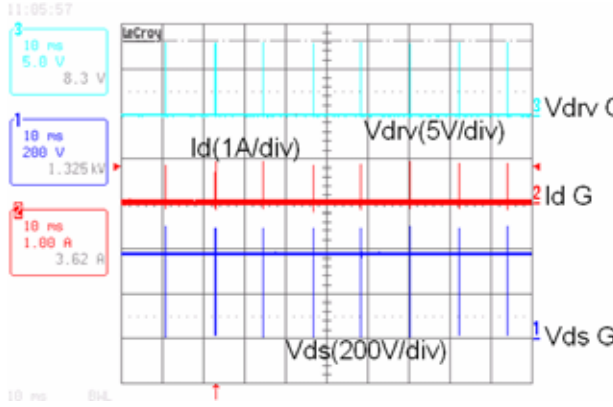 11:05:57
LeCroy
3
10 ms
5.0 V
8.3 V
1
10 ms
200 V
1.325 kV
2
10 ms
1.00 A
3.62 A
Id(1A/div)
Vdrv(5V/div)
3 Vdrv G
2 Id G
Vds(200V/div)
1 Vds G
10 ms BWL